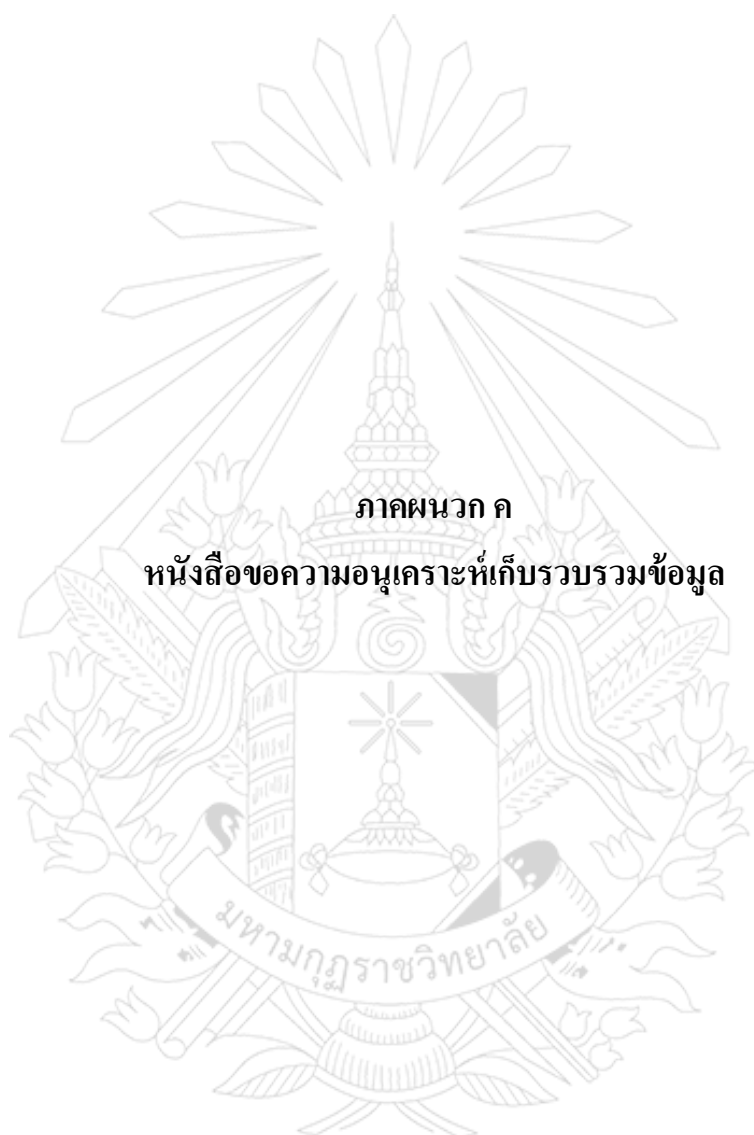 ภาคผนวก ค
หนังสือขอความอนุเคราะห์เก็บรวบรวมข้อมูล
มหามกุฏราชวิทยาลัย